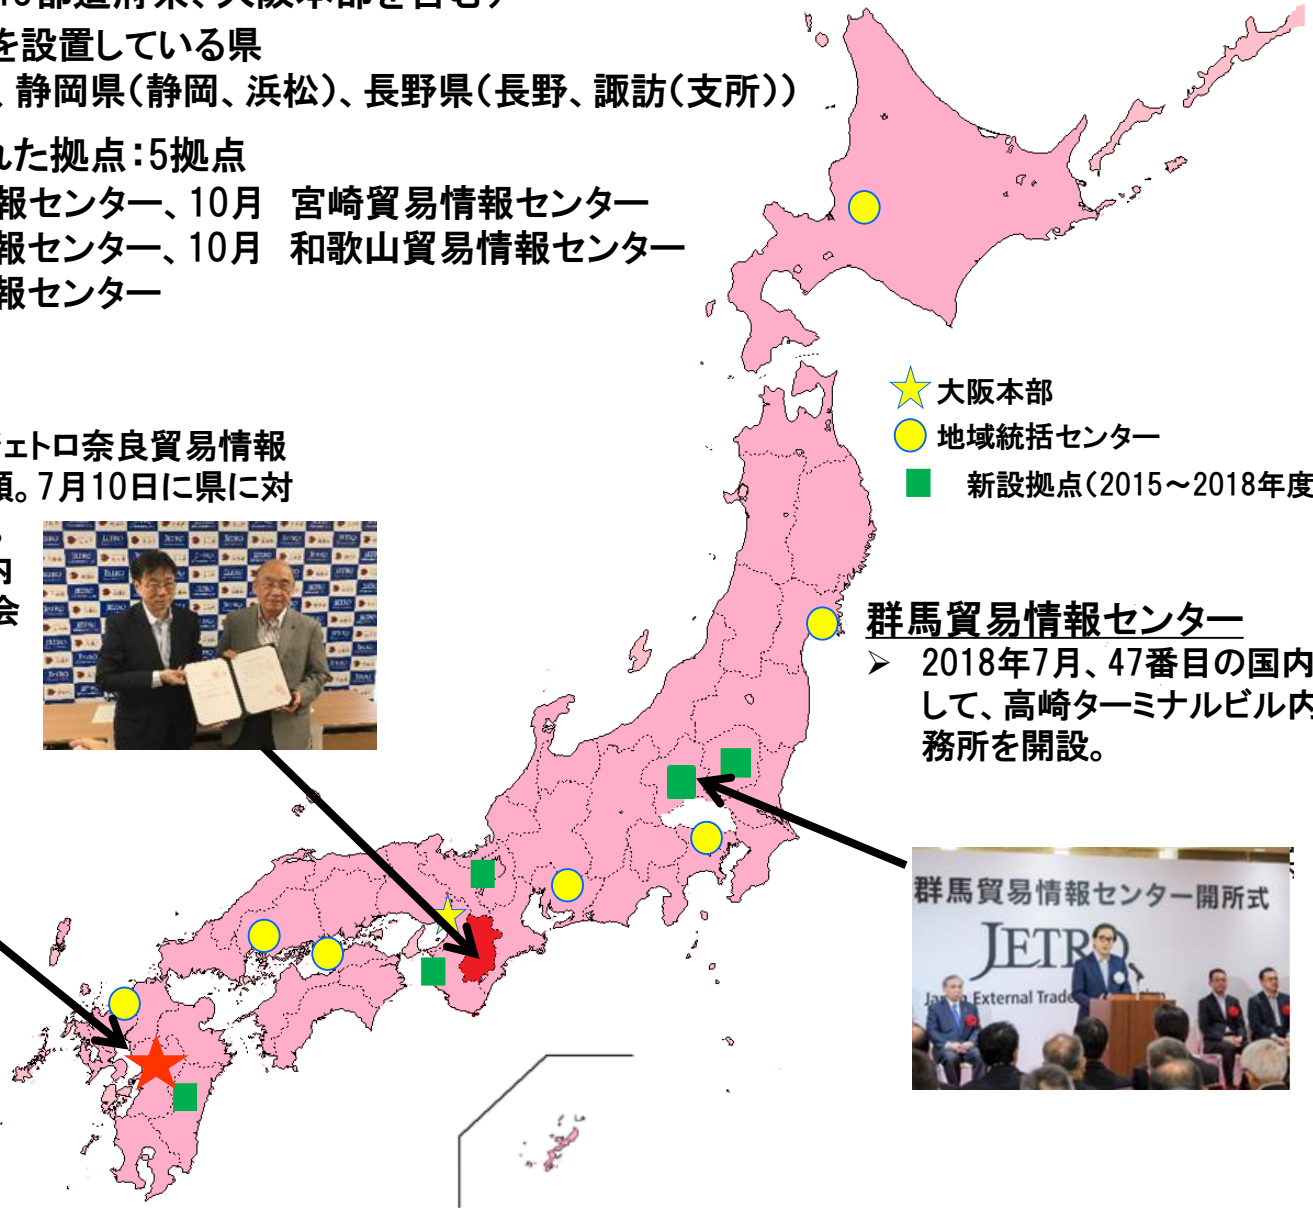 都道府県、大阪本部を含む）
を設置している県
、静岡県（静岡、浜松）、長野県（長野、諏訪（支所））
れた拠点：5拠点
報センター、10月　宮崎貿易情報センター
報センター、10月　和歌山貿易情報センター
報センター
大阪本部
地域統括センター
新設拠点（2015～2018年度
ジェトロ奈良貿易情報
頼。7月10日に県に対
内
会
JETRO
群馬貿易情報センター
➢ 2018年7月、47番目の国内
して、高崎ターミナルビル内
務所を開設。
群馬貿易情報センター開所式
JETRO
External Trade